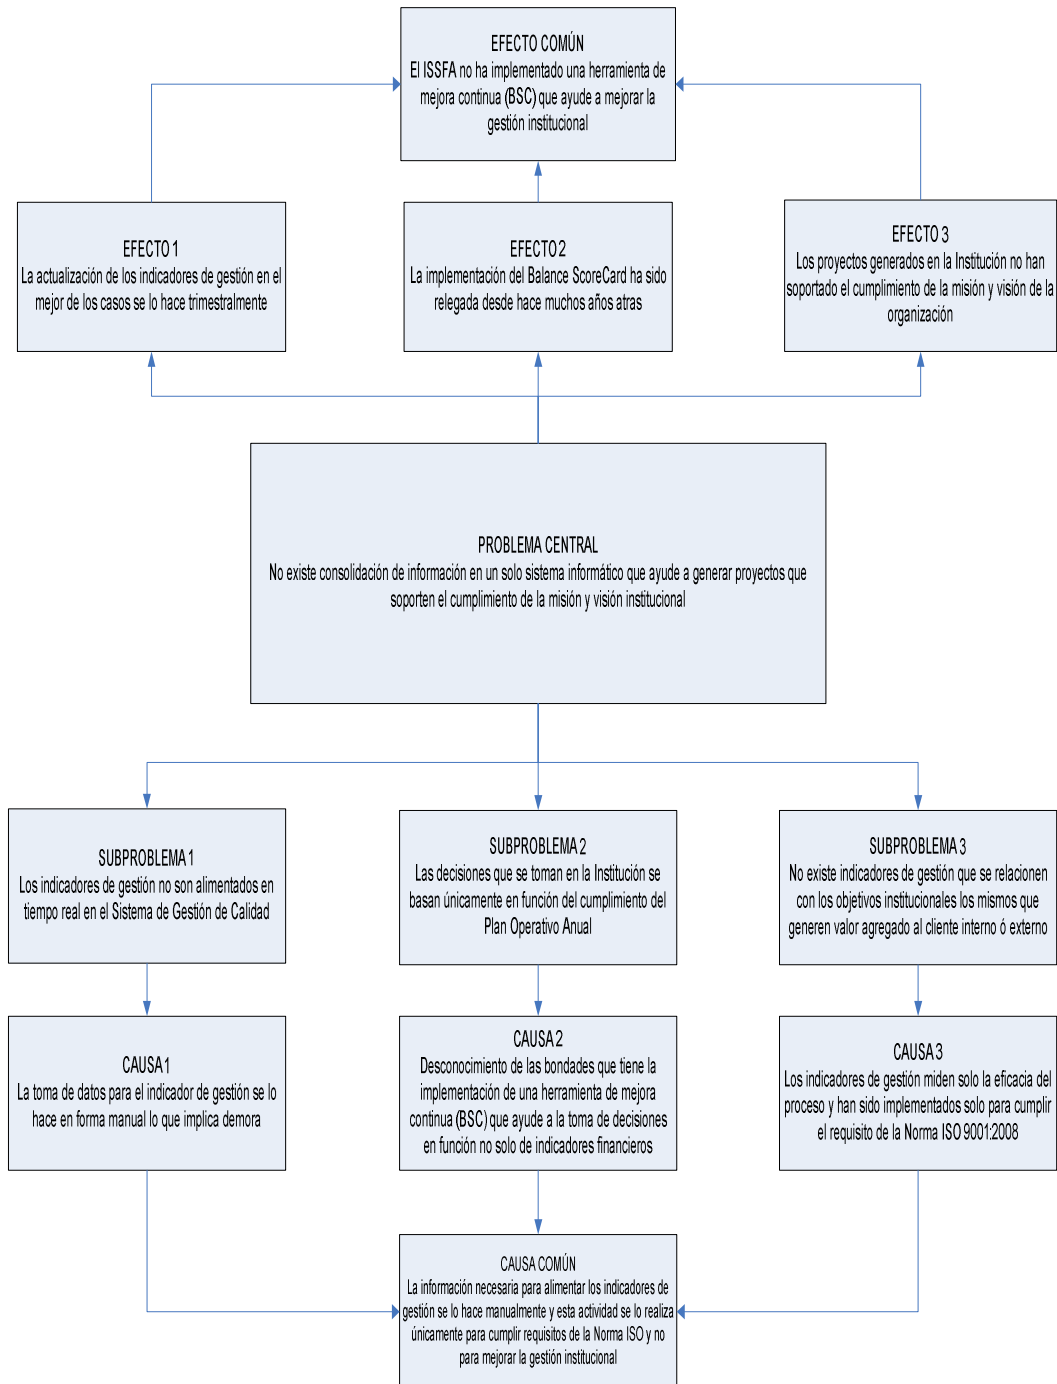 EFECTO COMÚN
El ISSFA no ha implementado una herramienta de
mejora continua (BSC) que ayude a mejorar la
gestión institucional
EFECTO 1
La actualización de los indicadores de gestión en el
mejor de los casos se lo hace trimestralmente
EFECTO 2
La implementación del Balance ScoreCard ha sido
relegada desde hace muchos años atras
EFECTO 3
Los proyectos generados en la Institución no han
soportado el cumplimiento de la misión y visión de la
organización
PROBLEMA CENTRAL
No existe consolidación de información en un solo sistema informático que ayude a generar proyectos que
soporten el cumplimiento de la misión y visión institucional
SUBPROBLEMA 1
Los indicadores de gestión no son alimentados en
tiempo real en el Sistema de Gestión de Calidad
SUBPROBLEMA 2
Las decisiones que se toman en la Institución se
basan únicamente en función del cumplimiento del
Plan Operativo Anual
SUBPROBLEMA 3
No existe indicadores de gestión que se relacionen
con los objetivos institucionales los mismos que
generen valor agregado al cliente interno ó externo
CAUSA 1
La toma de datos para el indicador de gestión se lo
hace en forma manual lo que implica demora
CAUSA 2
Desconocimiento de las bondades que tiene la
implementación de una herramienta de mejora
continua (BSC) que ayude a la toma de decisiones
en función no solo de indicadores financieros
CAUSA 3
Los indicadores de gestión miden solo la eficacia del
proceso y han sido implementados solo para cumplir
el requisito de la Norma ISO 9001:2008
CAUSA COMÚN
La información necesaria para alimentar los indicadores de
gestión se lo hace manualmente y esta actividad se lo realiza
únicamente para cumplir requisitos de la Norma ISO y no
para mejorar la gestión institucional